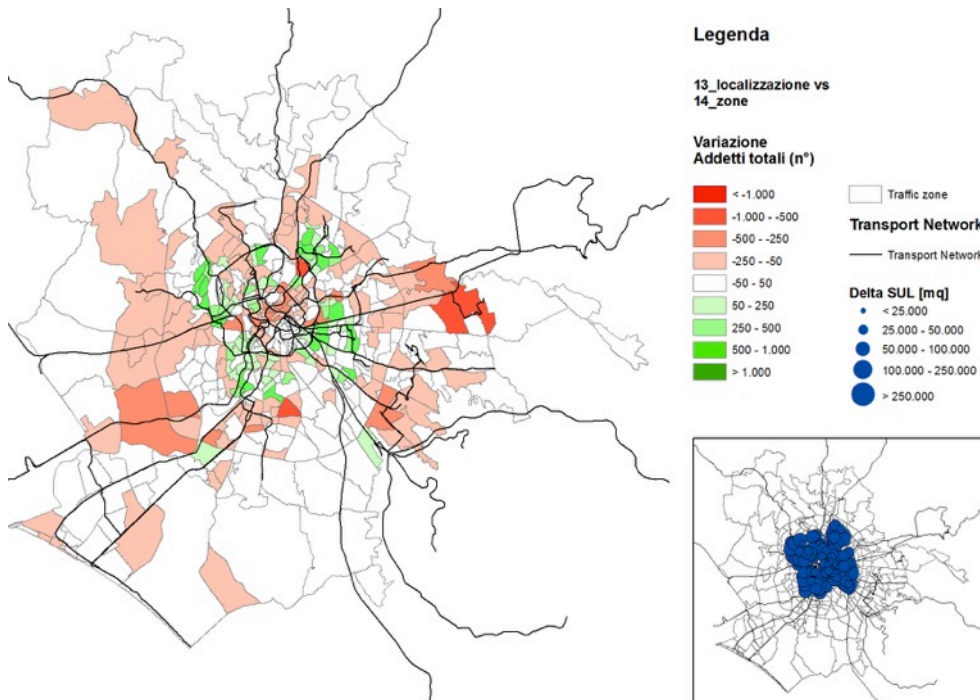 Legenda
13_localizzazione vs
14_zone
Variazione
Addetti totali (n°)
< -1.000
-1.000 - -500
-500 - -250
-250 - -50
-50 - 50
50 - 250
250 - 500
500 - 1.000
> 1.000
Traffic zone
Transport Network
Transport Network
Delta SUL [mq]
< 25.000
25.000 - 50.000
50.000 - 100.000
100.000 - 250.000
> 250.000